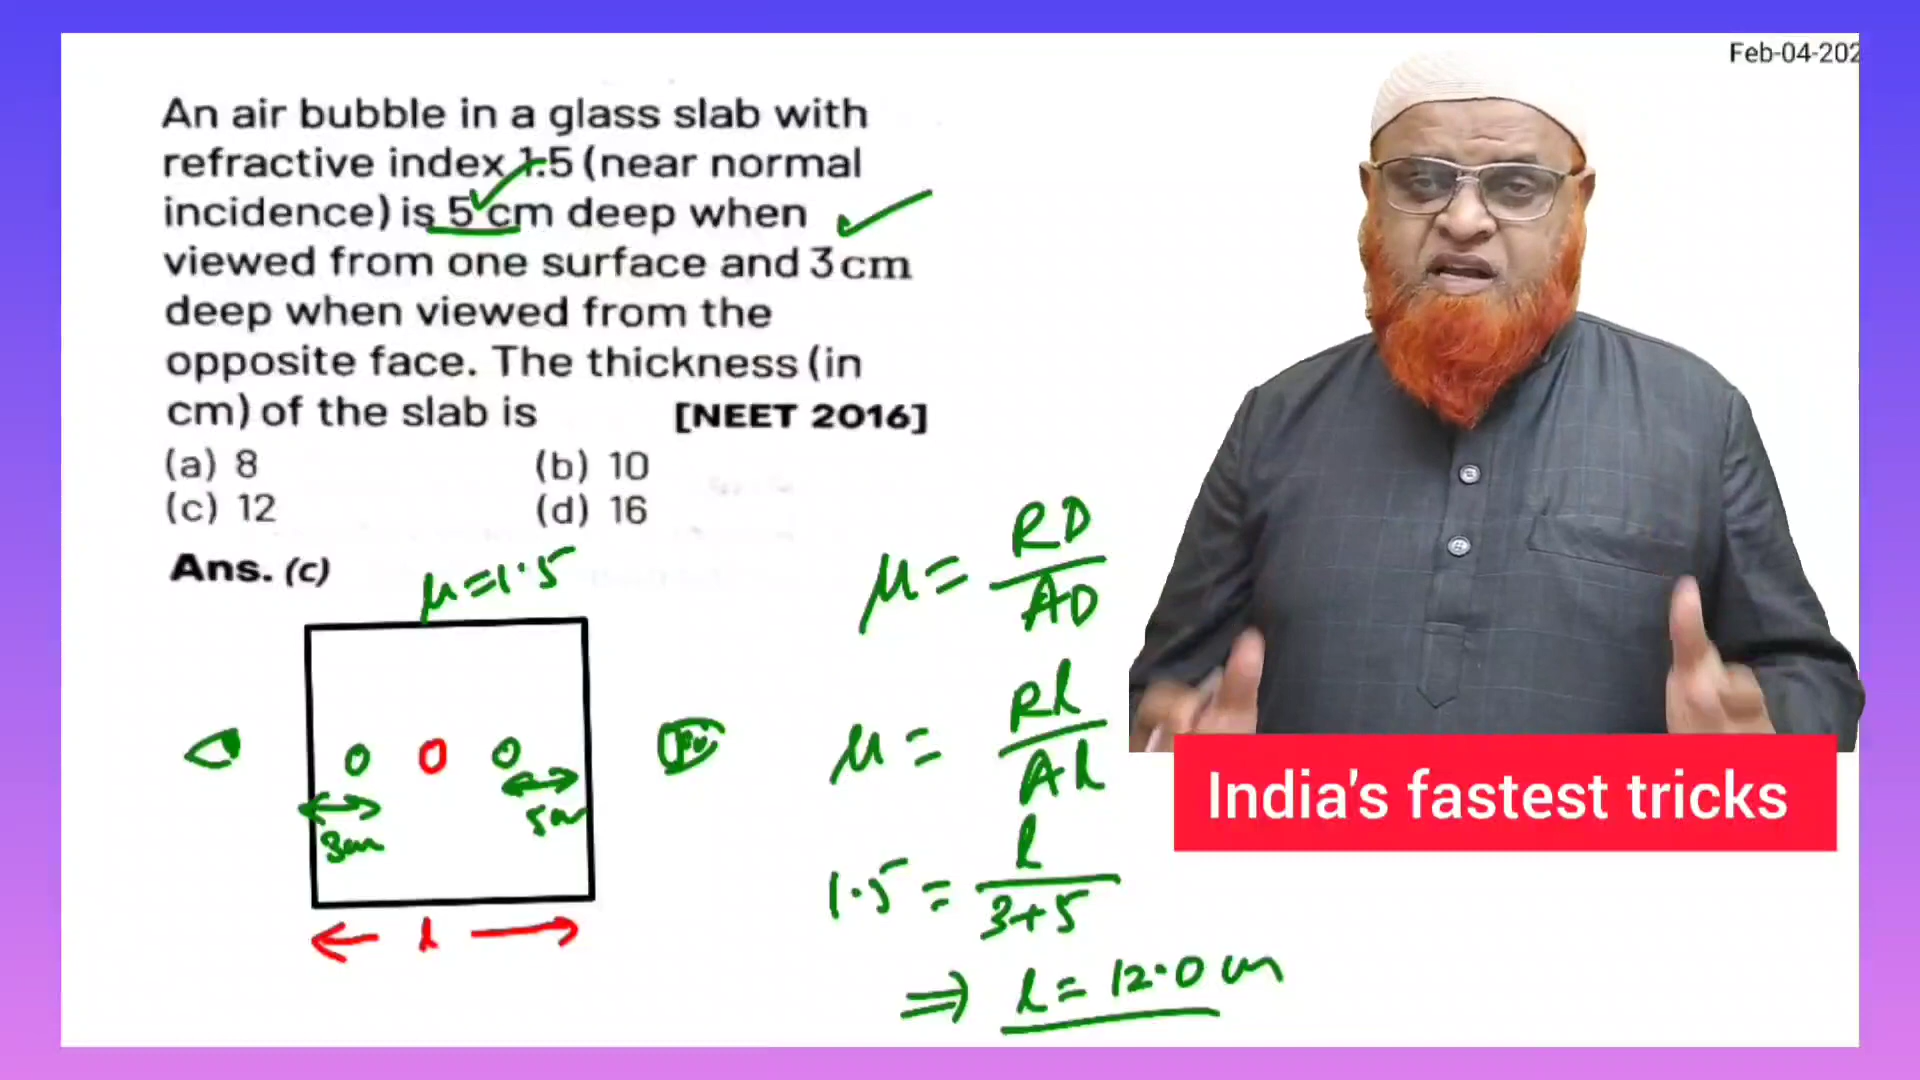 Feb-04-202
An air bubble in a glass slab with
refractive index 1.5 (near normal
incidence) is 5 cm deep when
viewed from one surface and 3 cm
deep when viewed from the
opposite face. The thickness (in
cm) of the slab is [NEET 2016]
(a) 8 (b) 10
(c) 12 (d) 16
Ans. (c)
μ=1.5
3cm
5cm
l
μ = RD/AD
μ = Rl/Al
1.5 = l/3+5
⇒ l = 12.0 cm
India's fastest tricks